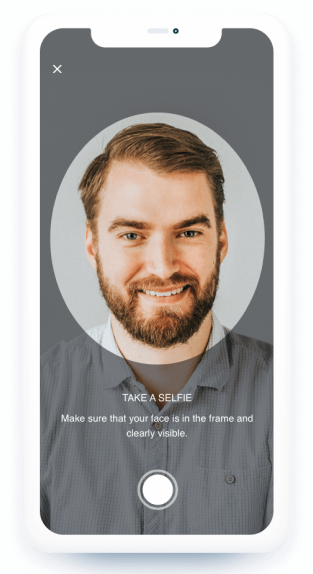 TAKE A SELFIE
Make sure that your face is in the frame and
clearly visible.